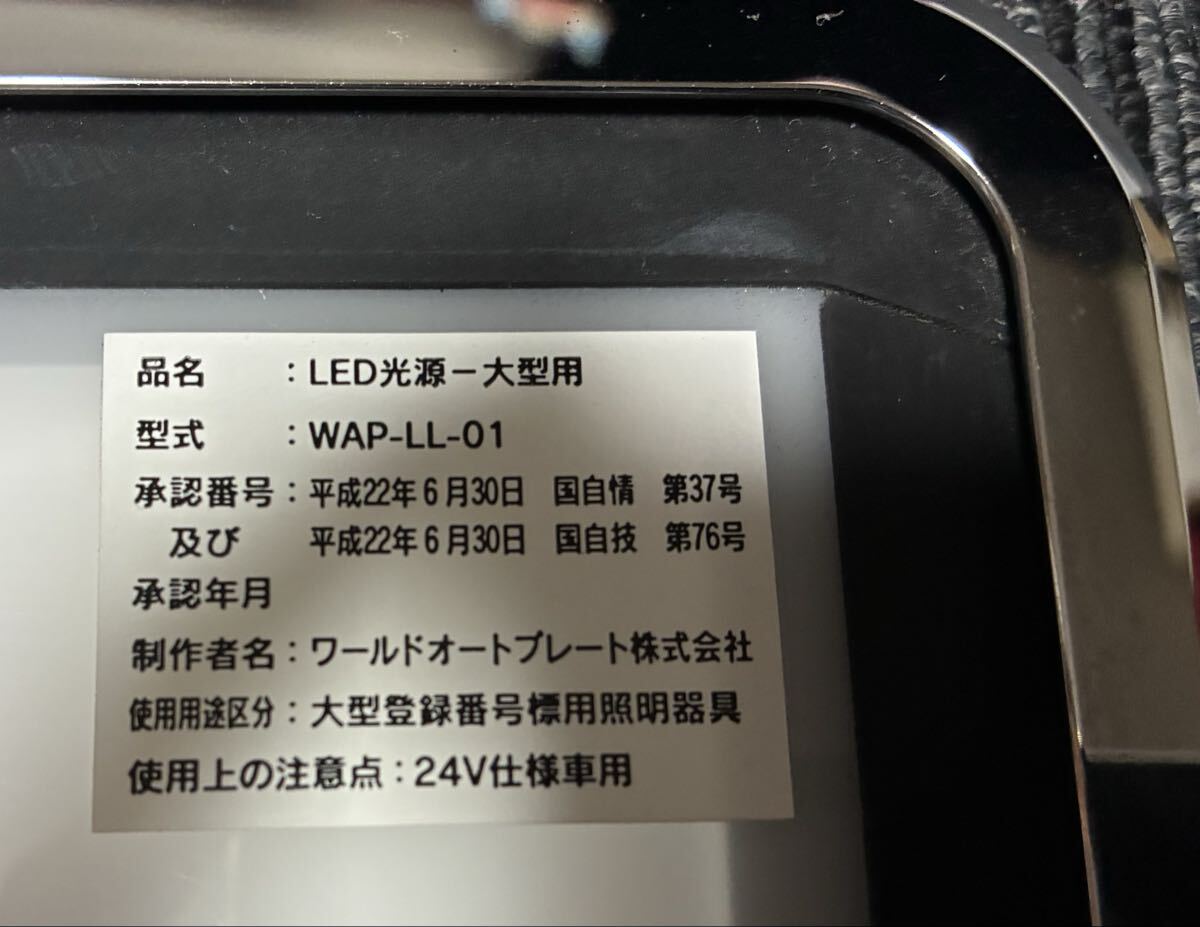 品名 : LED光源－大型用
型式 : WAP-LL-01
承認番号 : 平成22年6月30日 国自情 第37号
及び 平成22年6月30日 国自技 第76号
承認年月
制作者名 : ワールドオートプレート株式会社
使用用途区分 : 大型登録番号標用照明器具
使用上の注意点 : 24V仕様車用